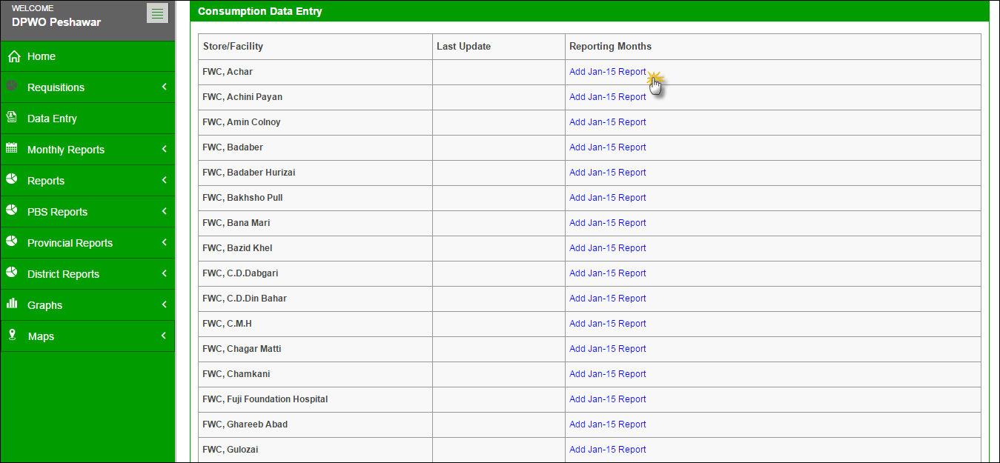 WELCOME
DPWO Peshawar
Home
Requisitions
Data Entry
Monthly Reports
Reports
PBS Reports
Provincial Reports
District Reports
Graphs
Maps
Consumption Data Entry
Store/Facility Last Update Reporting Months
FWC, Achar Add Jan-15 Report
FWC, Achini Payan Add Jan-15 Report
FWC, Amin Colnoy Add Jan-15 Report
FWC, Badaber Add Jan-15 Report
FWC, Badaber Hurizai Add Jan-15 Report
FWC, Bakhsho Pull Add Jan-15 Report
FWC, Bana Mari Add Jan-15 Report
FWC, Bazid Khel Add Jan-15 Report
FWC, C.D.Dabgari Add Jan-15 Report
FWC, C.D.Din Bahar Add Jan-15 Report
FWC, C.M.H Add Jan-15 Report
FWC, Chagar Matti Add Jan-15 Report
FWC, Chamkani Add Jan-15 Report
FWC, Fuji Foundation Hospital Add Jan-15 Report
FWC, Ghareeb Abad Add Jan-15 Report
FWC, Gulozai Add Jan-15 Report